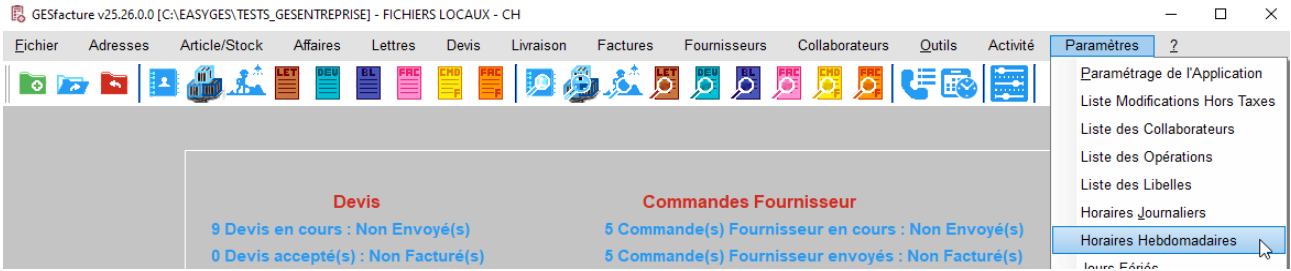 GESfacture v25.26.0.0 [C:\EASYGES\TESTS_GESENTREPRISE] - FICHIERS LOCAUX - CH
Fichier Adresses Article/Stock Affaires Lettres Devis Livraison Factures Fournisseurs Collaborateurs Outils Activité Paramètres ?
LET DEV BL FAC CMD F FAC F LET DEV BL FAC CMD F FAC F
Paramétrage de l'Application
Liste Modifications Hors Taxes
Liste des Collaborateurs
Liste des Opérations
Liste des Libelles
Horaires Journaliers
Horaires Hebdomadaires
Jours Fériés
Devis Commandes Fournisseur
9 Devis en cours : Non Envoyé(s) 5 Commande(s) Fournisseur en cours : Non Envoyé(s)
0 Devis accepté(s) : Non Facturé(s) 5 Commande(s) Fournisseur envoyés : Non Facturé(s)